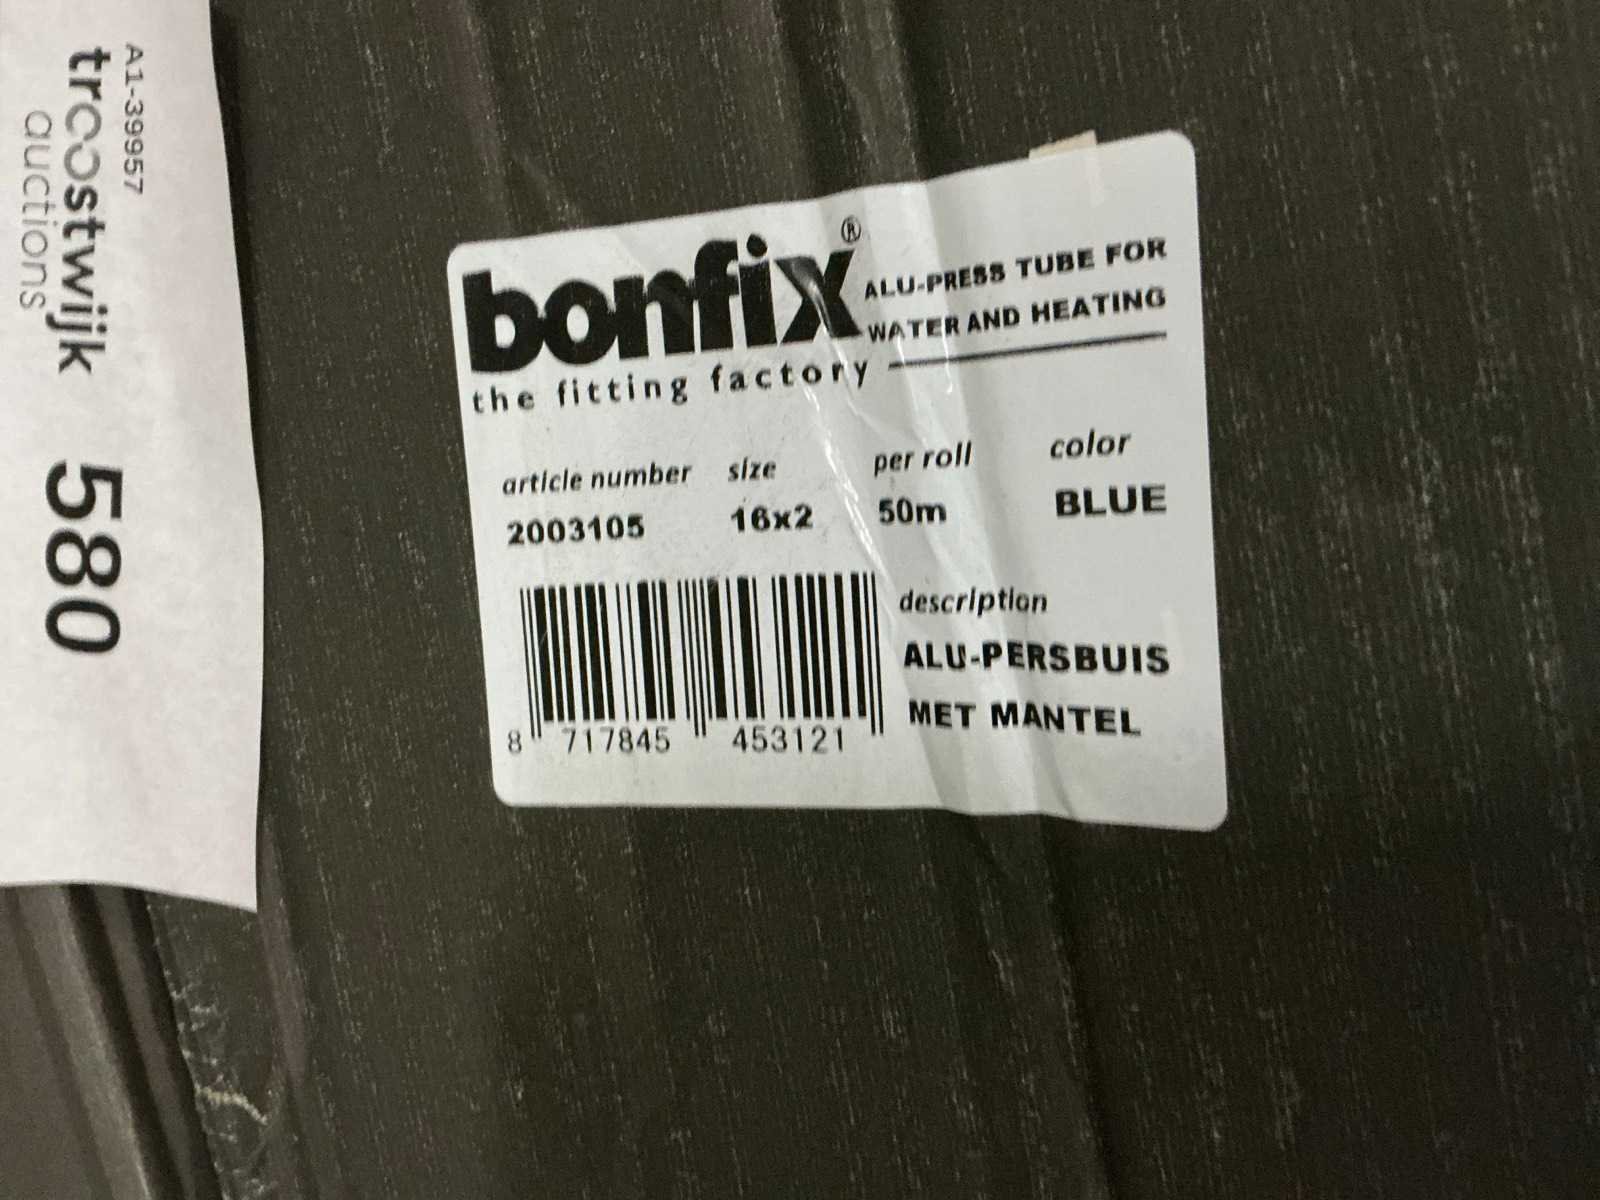 A1-39957
troostwijk
auctions
580
bonfix®
ALU-PRESS TUBE FOR
WATER AND HEATING
the fitting factory
article number size per roll color
2003105 16x2 50m BLUE
description
ALU-PERSBUIS
MET MANTEL
8 717845 453121